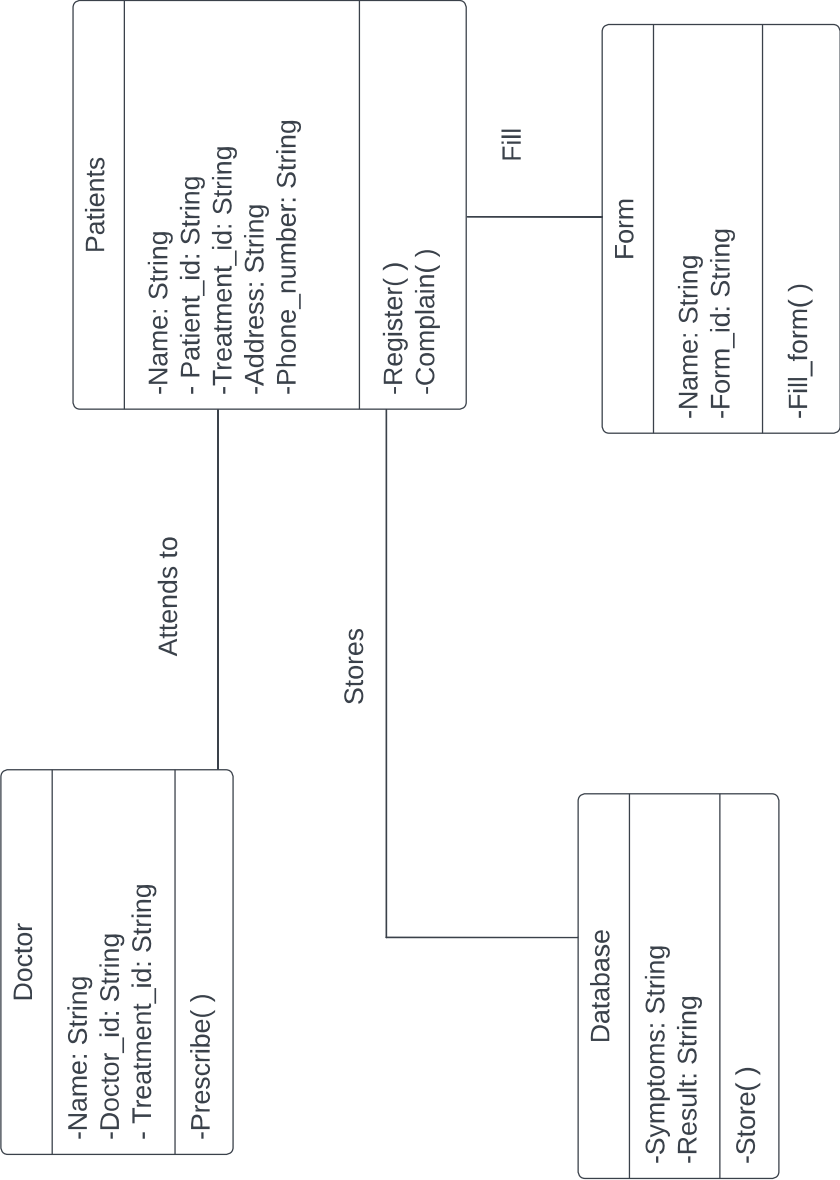 Doctor
-Name: String
-Doctor_id: String
- Treatment_id: String
-Prescribe( )
Attends to
Patients
-Name: String
- Patient_id: String
-Treatment_id: String
-Address: String
-Phone_number: String
-Register( )
-Complain( )
Stores
Fill
Database
-Symptoms: String
-Result: String
-Store( )
Form
-Name: String
-Form_id: String
-Fill_form( )